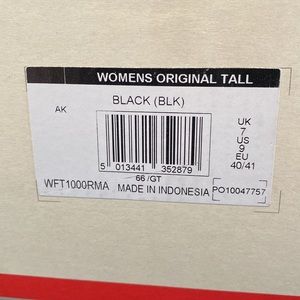 WOMENS ORIGINAL TALL
BLACK (BLK)
AK
UK
7
US
9
EU
40/41
5 013441 352879
66/GT
WFT1000RMA MADE IN INDONESIA PO10047757